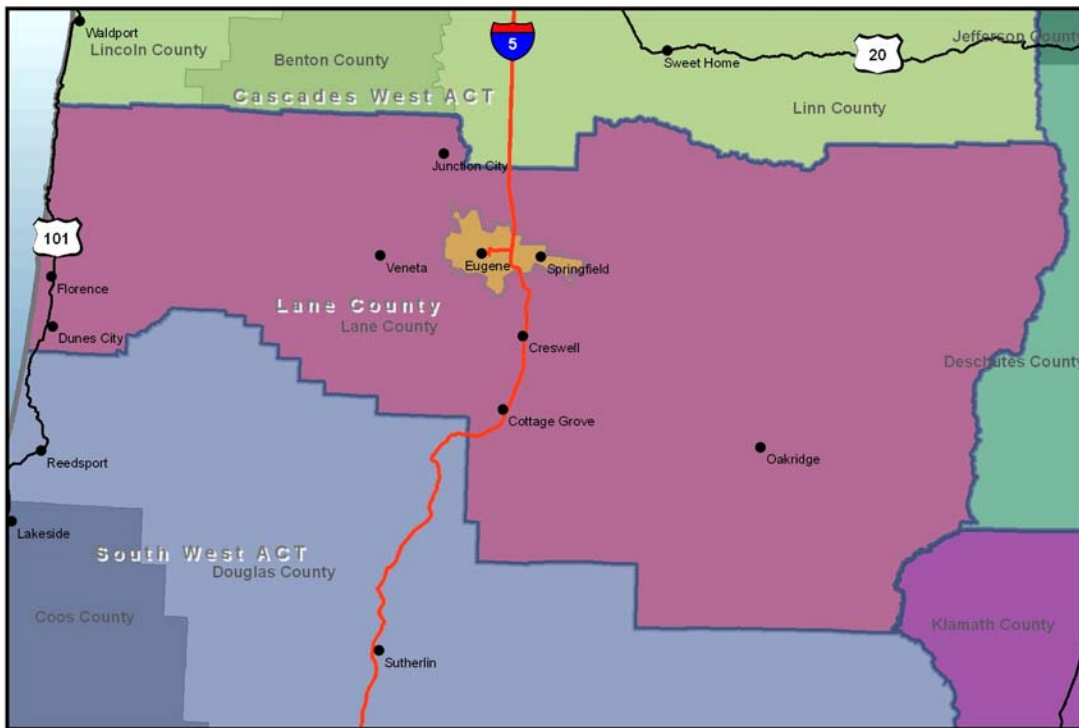 Waldport
Lincoln County
Benton County
Cascades West ACT
5
Sweet Home
20
Jefferson County
Linn County
Junction City
101
Veneta
Eugene
Springfield
Florence
Lane County
Lane County
Dunes City
Creswell
Deschutes County
Cottage Grove
Reedsport
Oakridge
Lakeside
South West ACT
Douglas County
Coos County
Klamath County
Sutherlin